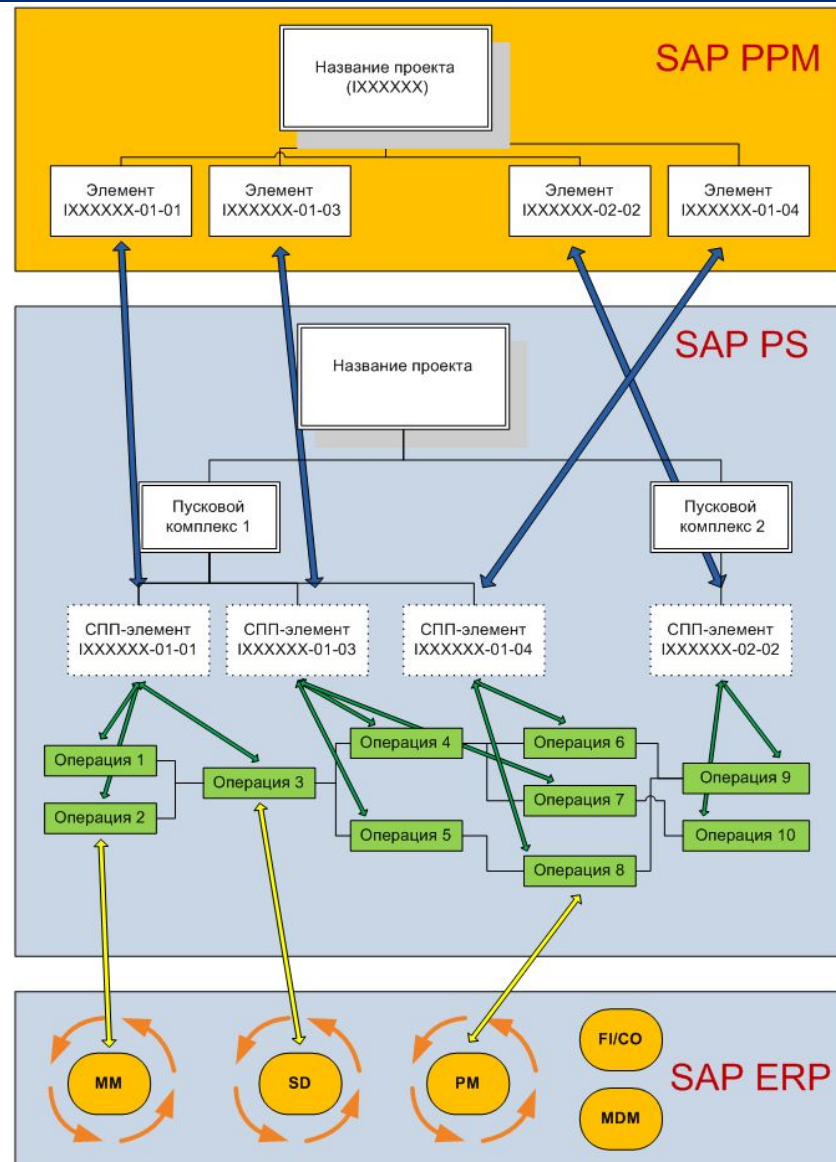 SAP PPM
Название проекта
(IXXXXXX)
Элемент
IXXXXXX-01-01
Элемент
IXXXXXX-01-03
Элемент
IXXXXXX-02-02
Элемент
IXXXXXX-01-04
SAP PS
Название проекта
Пусковой
комплекс 1
Пусковой
комплекс 2
СПП-элемент
IXXXXXX-01-01
СПП-элемент
IXXXXXX-01-03
СПП-элемент
IXXXXXX-01-04
СПП-элемент
IXXXXXX-02-02
Операция 1
Операция 2
Операция 3
Операция 4
Операция 5
Операция 6
Операция 7
Операция 8
Операция 9
Операция 10
MM
SD
PM
FI/CO
MDM
SAP ERP